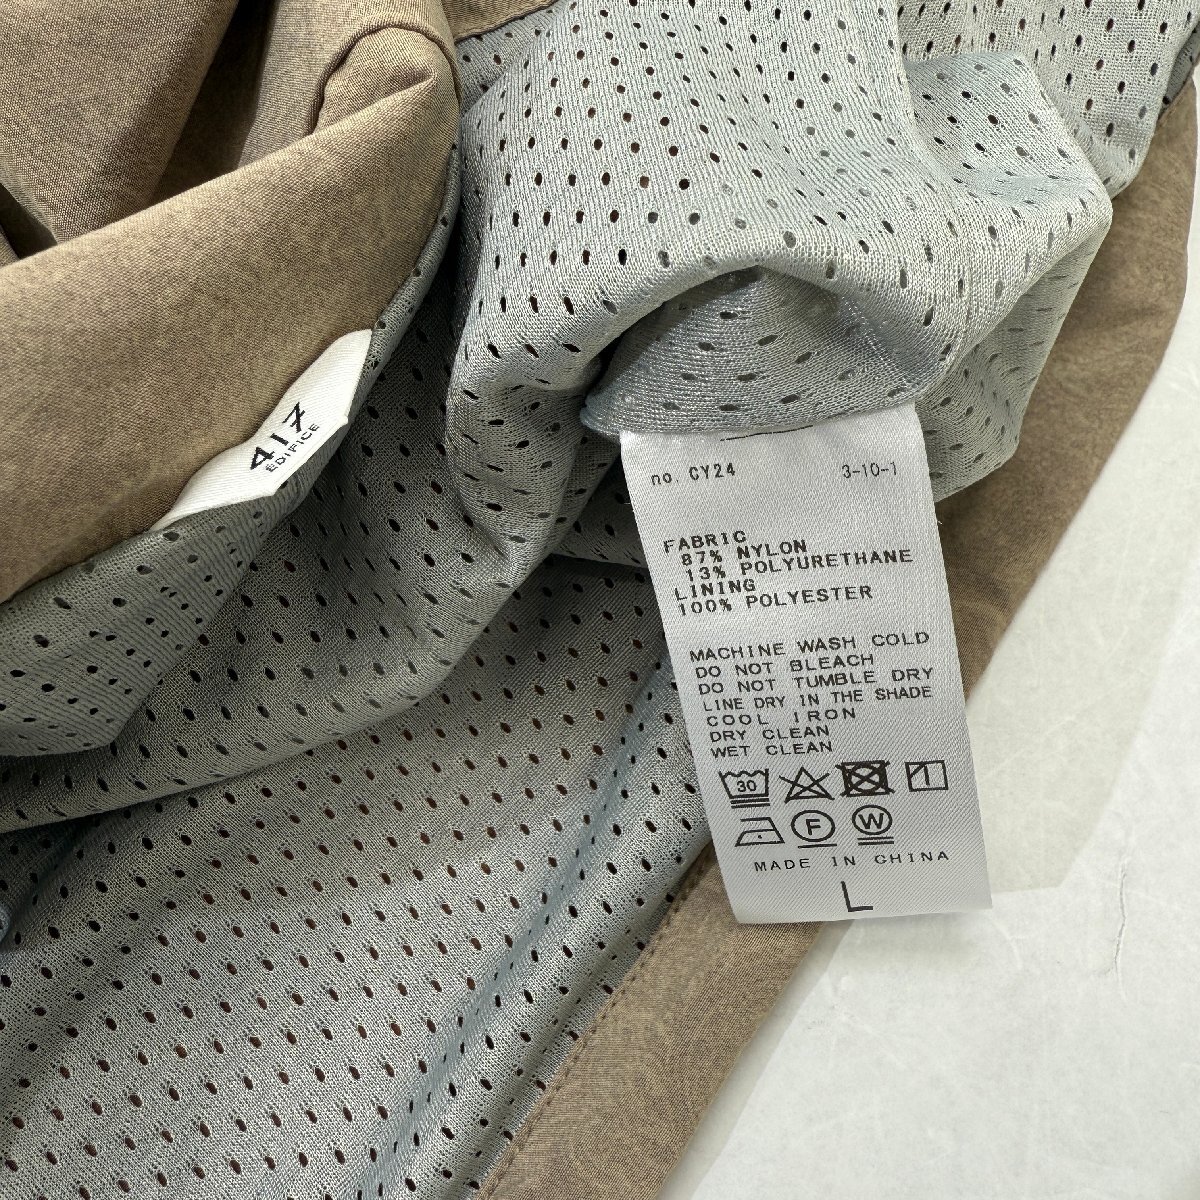 417
ÉDIFICE
no. CY24 3-10-1
FABRIC
87% NYLON
13% POLYURETHANE
LINING
100% POLYESTER
MACHINE WASH COLD
DO NOT BLEACH
DO NOT TUMBLE DRY
LINE DRY IN THE SHADE
COOL IRON
DRY CLEAN
WET CLEAN
30
F W
MADE IN CHINA
L